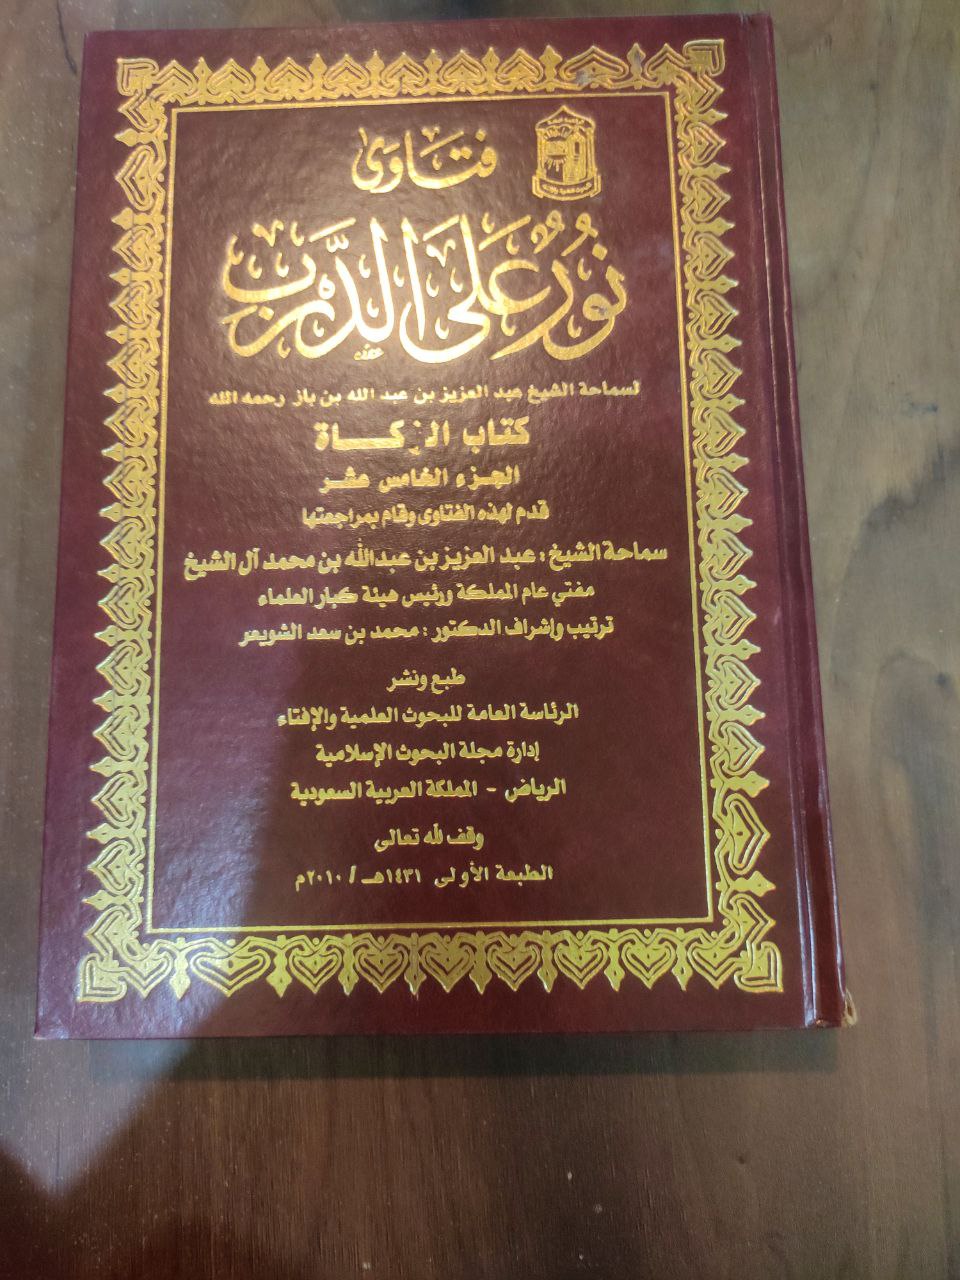 فتاوى
نُورٌ عَلَى الدَّرْب
لسماحة الشيخ عبد العزيز بن عبد الله بن باز رحمه الله
كتاب الزكاة
الجزء الخامس عشر
قدم لهذه الفتاوى وقام بمراجعتها
سماحة الشيخ : عبد العزيز بن عبدالله بن محمد آل الشيخ
مفتي عام المملكة ورئيس هيئة كبار العلماء
ترتيب وإشراف الدكتور : محمد بن سعد الشويعر
طبع ونشر
الرئاسة العامة للبحوث العلمية والإفتاء
إدارة مجلة البحوث الإسلامية
الرياض - المملكة العربية السعودية
وقف لله تعالى
الطبعة الأولى ١٤٣١هـ / ٢٠١٠م